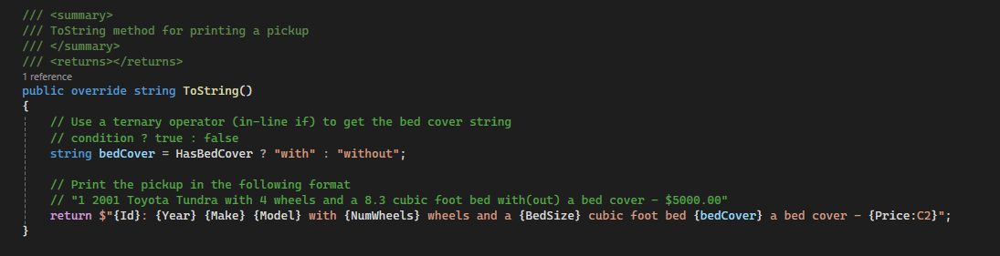 /// <summary>
/// ToString method for printing a pickup
/// </summary>
/// <returns></returns>
1 reference
public override string ToString()
{
    // Use a ternary operator (in-line if) to get the bed cover string
    // condition ? true : false
    string bedCover = HasBedCover ? "with" : "without";

    // Print the pickup in the following format
    // "1 2001 Toyota Tundra with 4 wheels and a 8.3 cubic foot bed with(out) a bed cover - $5000.00"
    return $"{Id}: {Year} {Make} {Model} with {NumWheels} wheels and a {BedSize} cubic foot bed {bedCover} a bed cover - {Price:C2}";
}